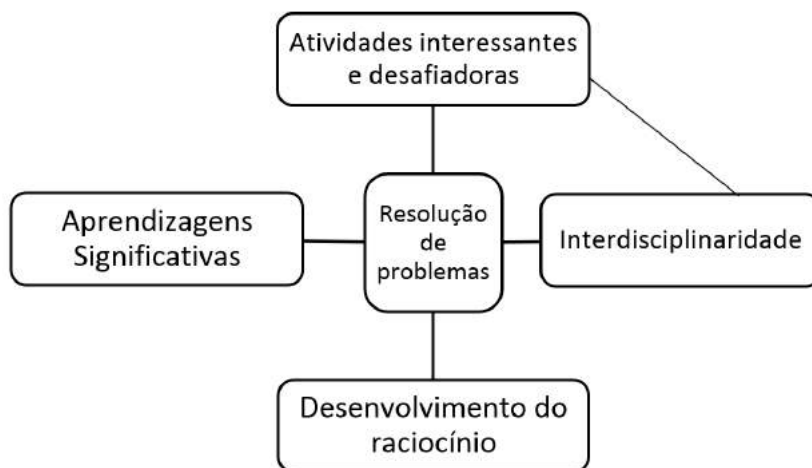 Atividades interessantes
e desafiadoras
Aprendizagens
Significativas
Resolução
de
problemas
Interdisciplinaridade
Desenvolvimento do
raciocínio